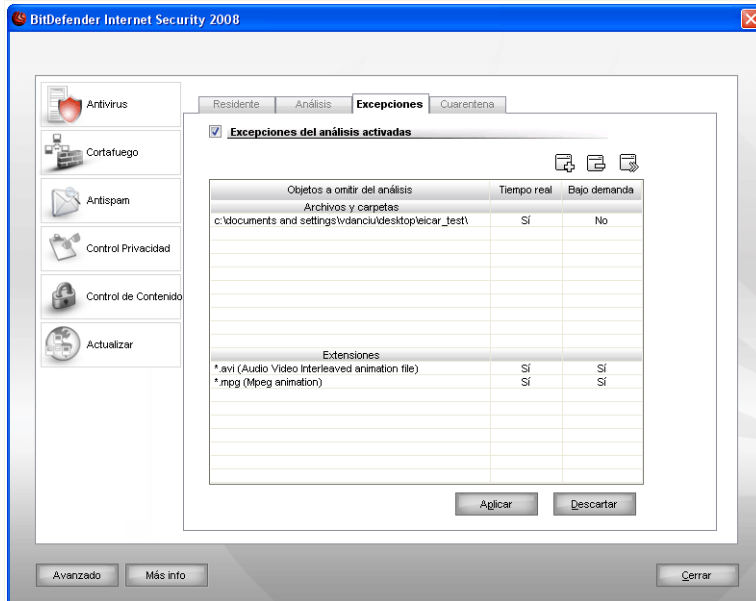 BitDefender Internet Security 2008
Antivirus
Cortafuego
Antispam
Control Privacidad
Control de Contenido
Actualizar
Residente Análisis Excepciones Cuarentena
Excepciones del análisis activadas
Objetos a omitir del análisis Tiempo real Bajo demanda
Archivos y carpetas
c:\documents and settings\vdanciu\desktop\eicar_test\ Sí No
Extensiones
*.avi (Audio Video Interleaved animation file) Sí Sí
*.mpg (Mpeg animation) Sí Sí
Aplicar Descartar
Avanzado Más info Cerrar